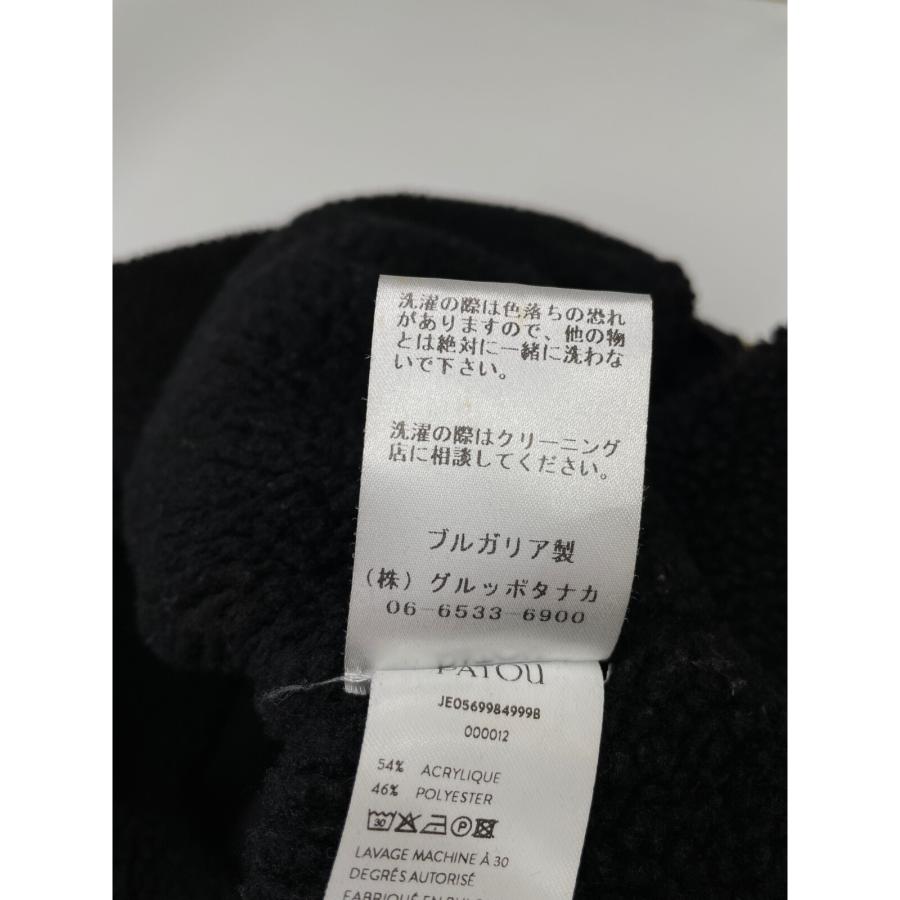 洗濯の際は色落ちの恐れ
がありますので、他の物
とは絶対に一緒に洗わな
いで下さい。
洗濯の際はクリーニング
店に相談してください。
ブルガリア製
（株）グルッポタナカ
06-6533-6900
PATOU
JE0569984999B
000012
54% ACRYLIQUE
46% POLYESTER
30
LAVAGE MACHINE À 30
DEGRÉS AUTORISÉ
FABRIQUÉ EN